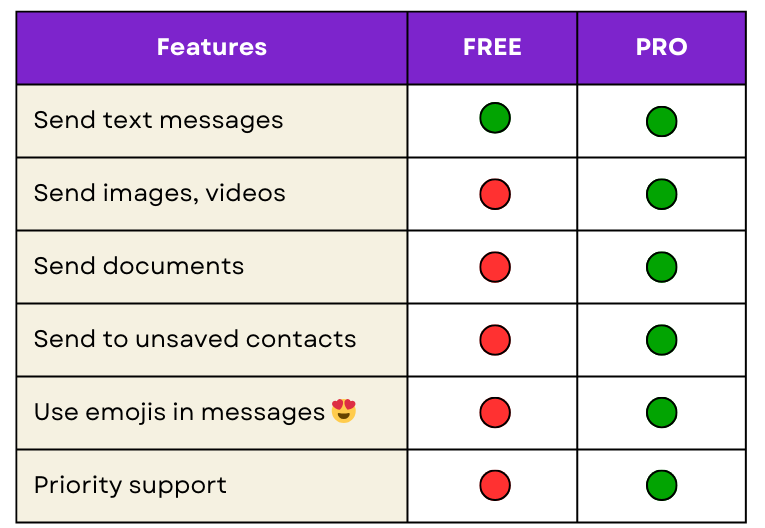 Features FREE PRO
Send text messages
Send images, videos
Send documents
Send to unsaved contacts
Use emojis in messages 😍
Priority support